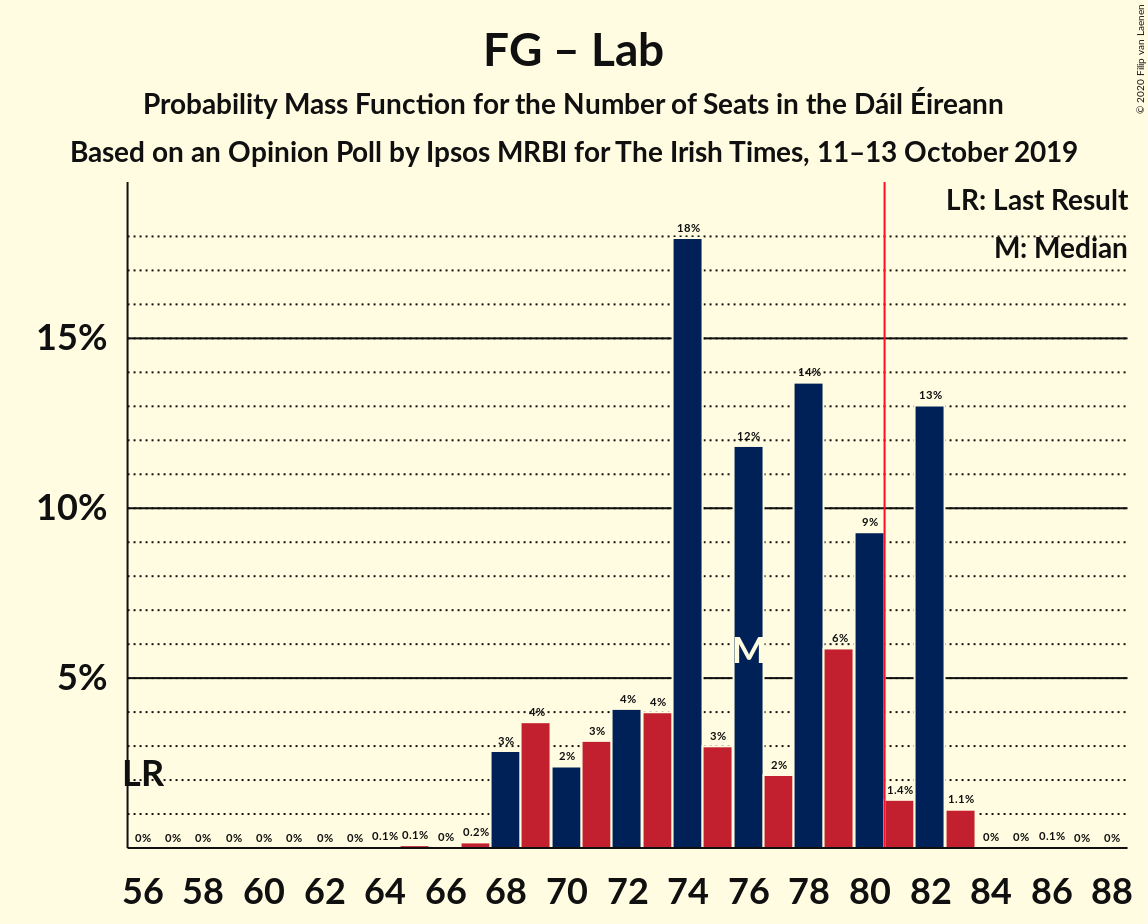 FG – Lab
Probability Mass Function for the Number of Seats in the Dáil Éireann
Based on an Opinion Poll by Ipsos MRBI for The Irish Times, 11–13 October 2019
© 2020 Filip van Laenen
LR: Last Result
M: Median
15%
10%
5%
LR
M
0% 0% 0% 0% 0% 0% 0% 0% 0.1% 0.1% 0% 0.2% 3% 4% 2% 3% 4% 4% 18% 3% 12% 2% 14% 6% 9% 1.4% 13% 1.1% 0% 0% 0.1% 0% 0%
56 58 60 62 64 66 68 70 72 74 76 78 80 82 84 86 88